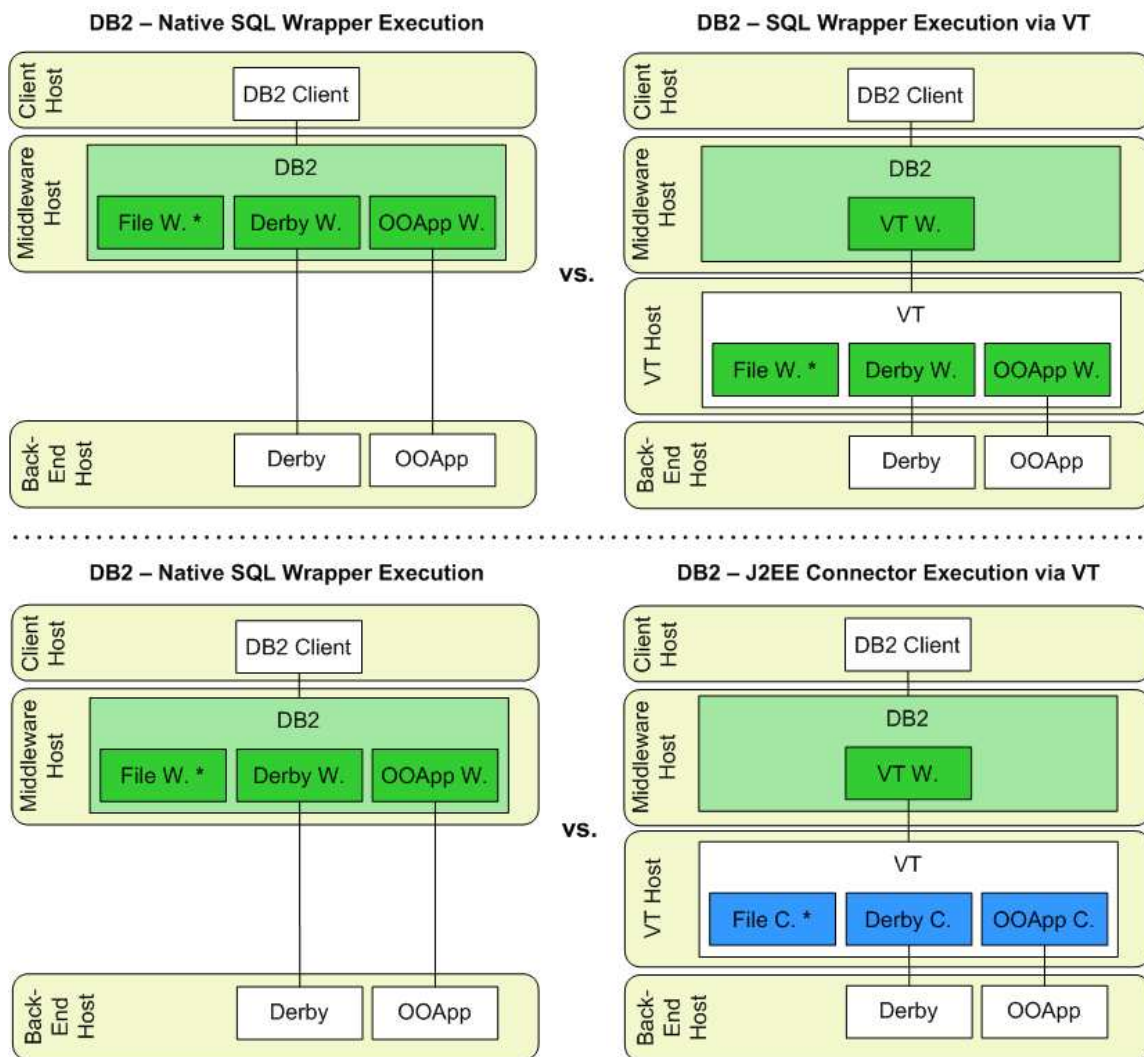 DB2 – Native SQL Wrapper Execution
Client
Host
DB2 Client
Middleware
Host
DB2
File W. *
Derby W.
OOApp W.
Back-
End
Host
Derby
OOApp
vs.
DB2 – SQL Wrapper Execution via VT
Client
Host
DB2 Client
Middleware
Host
DB2
VT W.
VT Host
VT
File W. *
Derby W.
OOApp W.
Back-
End
Host
Derby
OOApp
DB2 – Native SQL Wrapper Execution
Client
Host
DB2 Client
Middleware
Host
DB2
File W. *
Derby W.
OOApp W.
Back-
End
Host
Derby
OOApp
vs.
DB2 – J2EE Connector Execution via VT
Client
Host
DB2 Client
Middleware
Host
DB2
VT W.
VT Host
VT
File C. *
Derby C.
OOApp C.
Back-
End
Host
Derby
OOApp